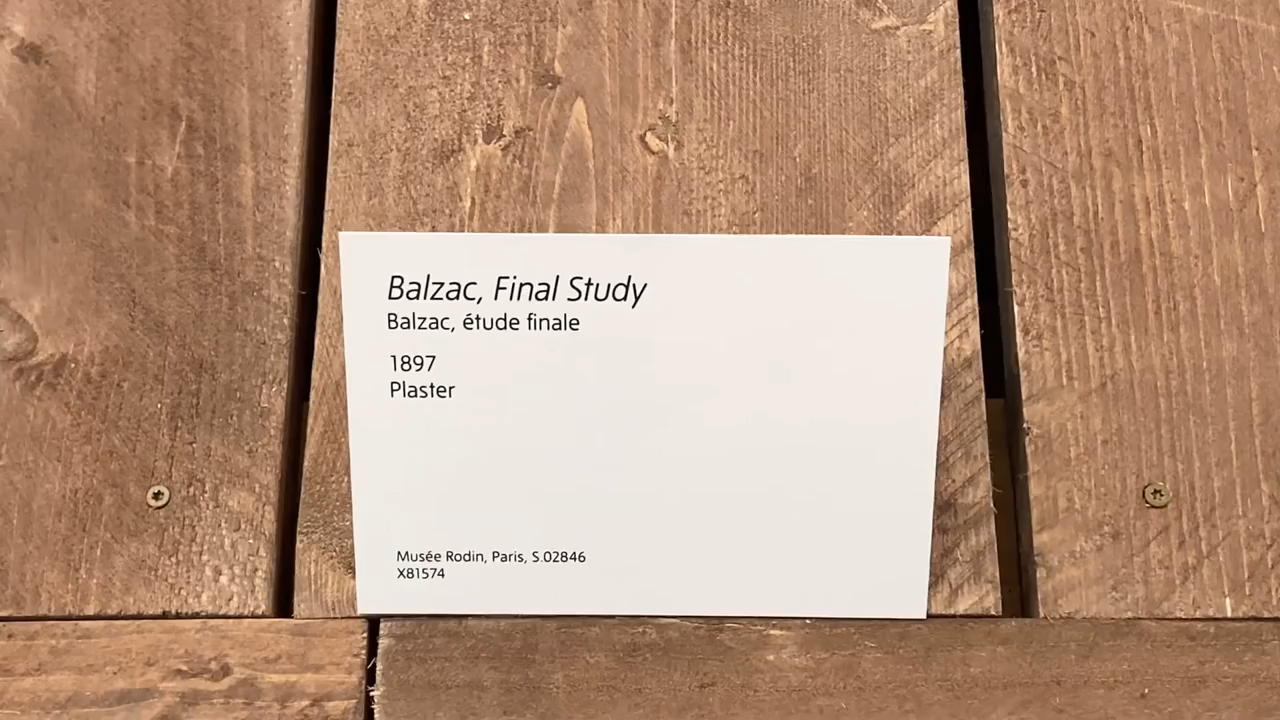 Balzac, Final Study
Balzac, étude finale
1897
Plaster
Musée Rodin, Paris, S.02846
X81574